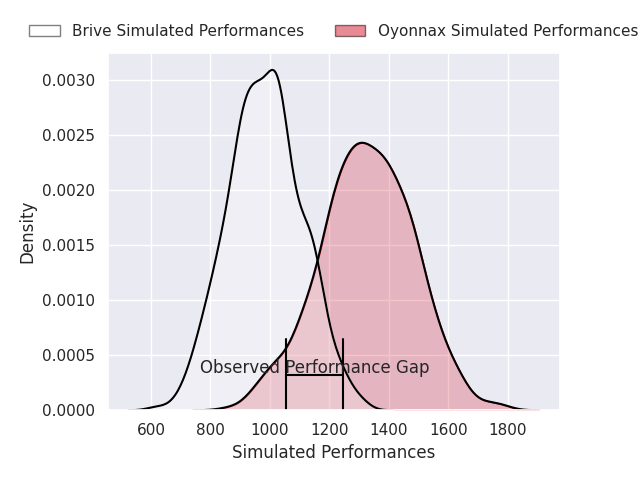 Brive Simulated Performances
Oyonnax Simulated Performances
0.0030
0.0025
0.0020
0.0015
0.0010
0.0005
0.0000
Density
Observed Performance Gap
600 800 1000 1200 1400 1600 1800
Simulated Performances